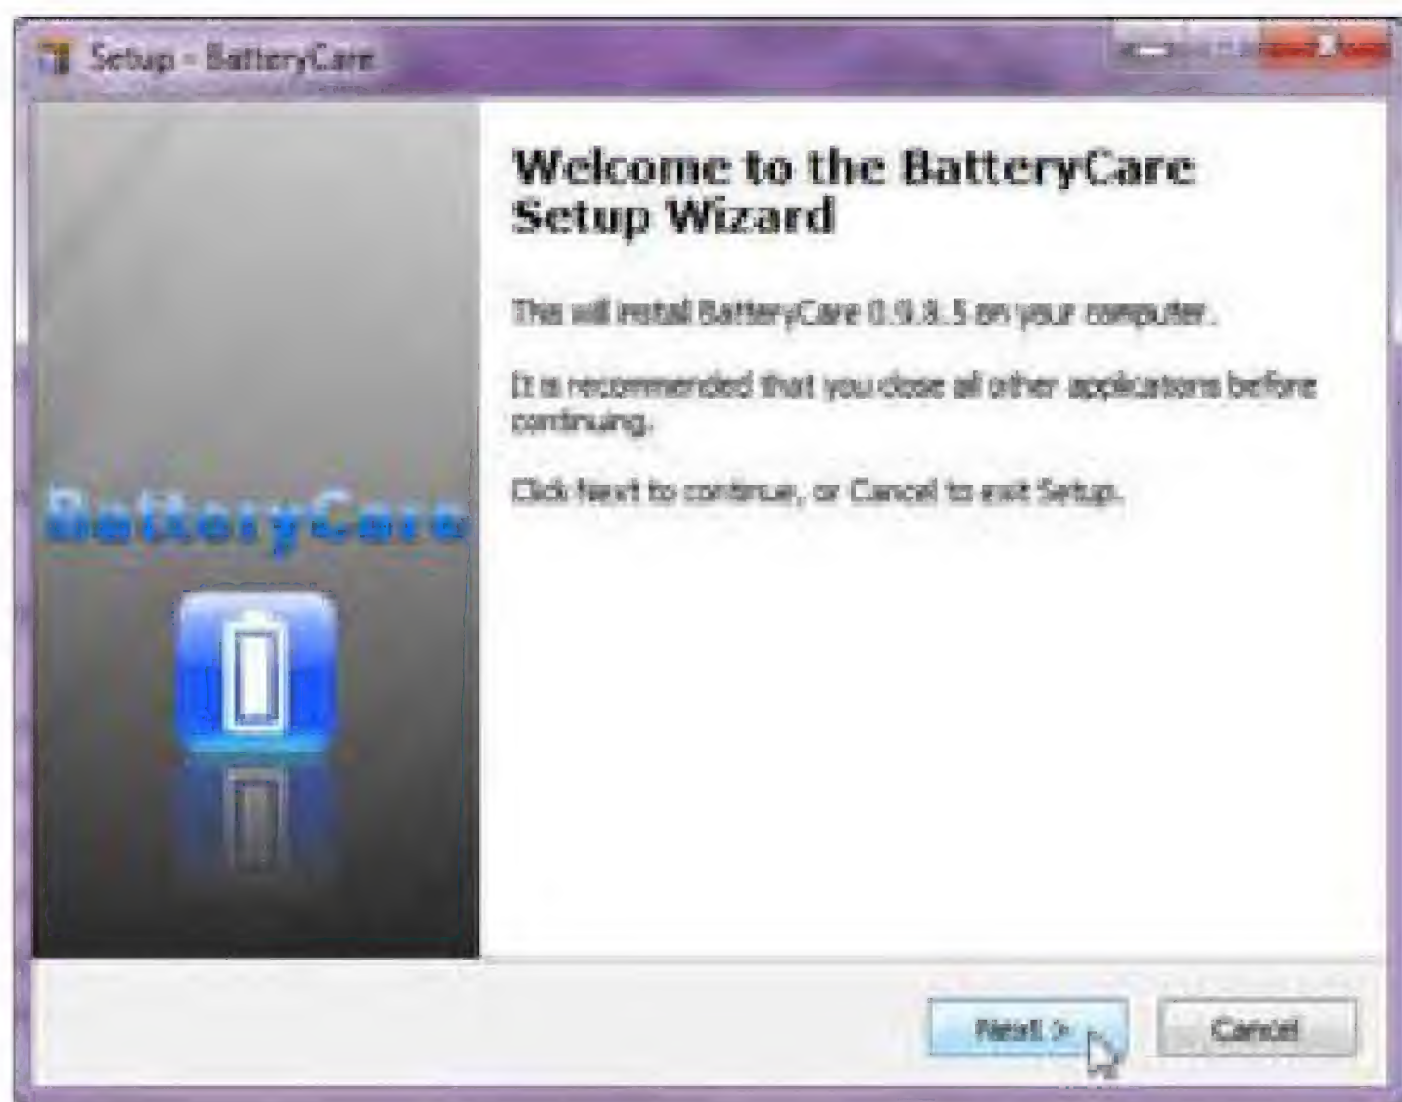 Setup - BatteryCare
Welcome to the BatteryCare
Setup Wizard
This will install BatteryCare 0.9.8.5 on your computer.
It is recommended that you close all other applications before
continuing.
Click Next to continue, or Cancel to exit Setup.
BatteryCare
Next >
Cancel